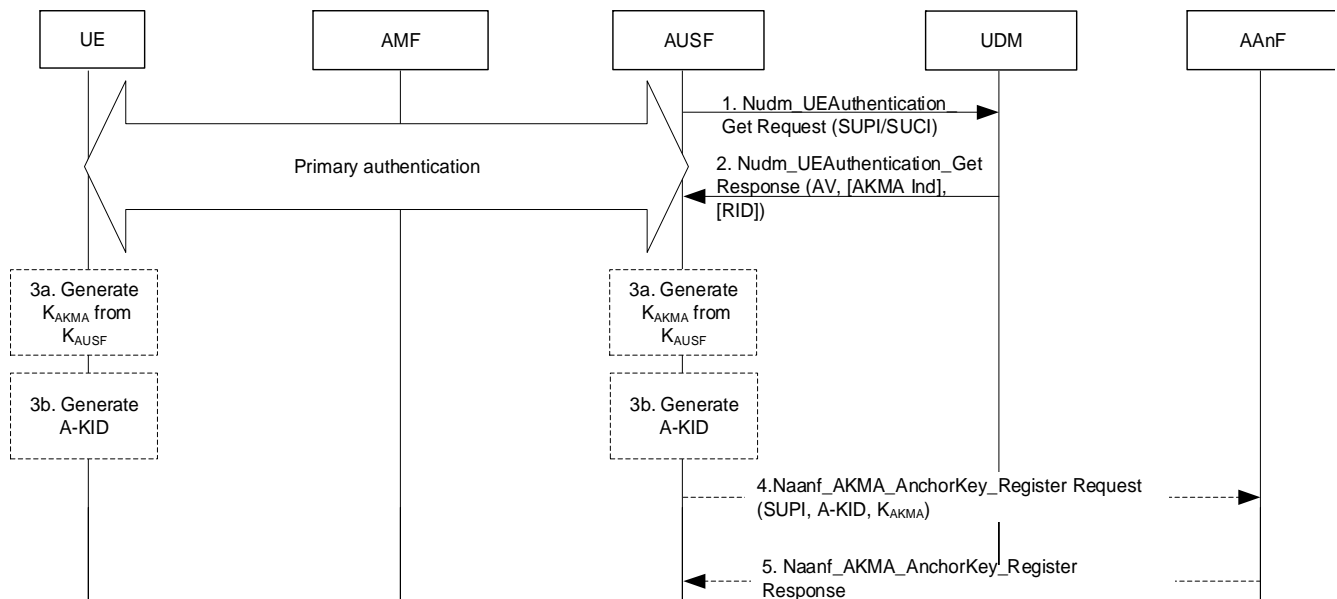 UE
AMF
AUSF
UDM
AAnF
1. Nudm_UEAuthentication_
Get Request (SUPI/SUCI)
Primary authentication
2. Nudm_UEAuthentication_Get
Response (AV, [AKMA Ind],
[RID])
3a. Generate
KAKMA from
KAUSF
3a. Generate
KAKMA from
KAUSF
3b. Generate
A-KID
3b. Generate
A-KID
4.Naanf_AKMA_AnchorKey_Register Request
(SUPI, A-KID, KAKMA)
5. Naanf_AKMA_AnchorKey_Register
Response